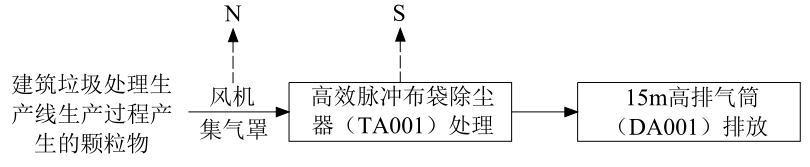 N
S
建筑垃圾处理生
产线生产过程产
生的颗粒物
风机
集气罩
高效脉冲布袋除尘
器（TA001）处理
15m高排气筒
（DA001）排放